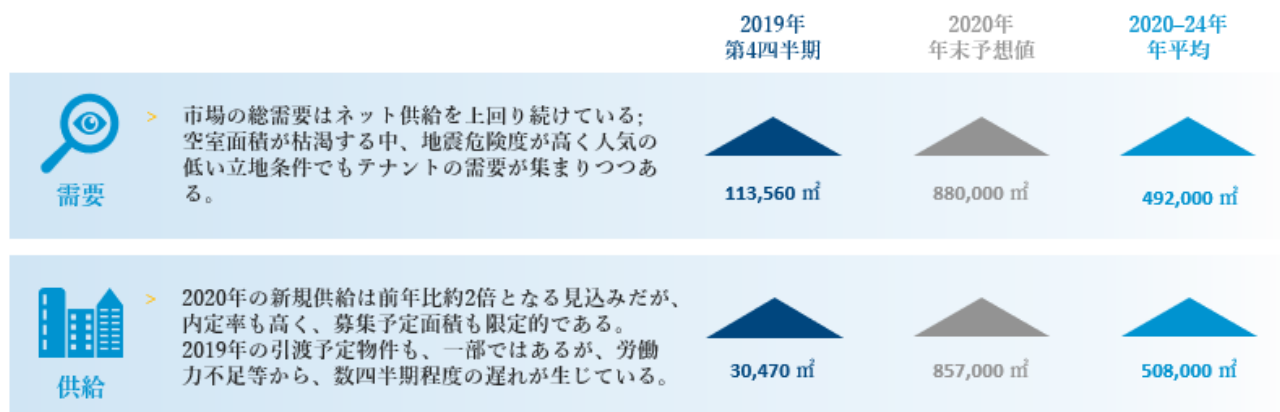 2019年
第4四半期
2020年
年末予想値
2020–24年
年平均
> 市場の総需要はネット供給を上回り続けている;
空室面積が枯渇する中、地震危険度が高く人気の
低い立地条件でもテナントの需要が集まりつつあ
る。
需要
113,560 ㎡
880,000 ㎡
492,000 ㎡
> 2020年の新規供給は前年比約2倍となる見込みだが、
内定率も高く、募集予定面積も限定的である。
2019年の引渡予定物件も、一部ではあるが、労働
力不足等から、数四半期程度の遅れが生じている。
供給
30,470 ㎡
857,000 ㎡
508,000 ㎡